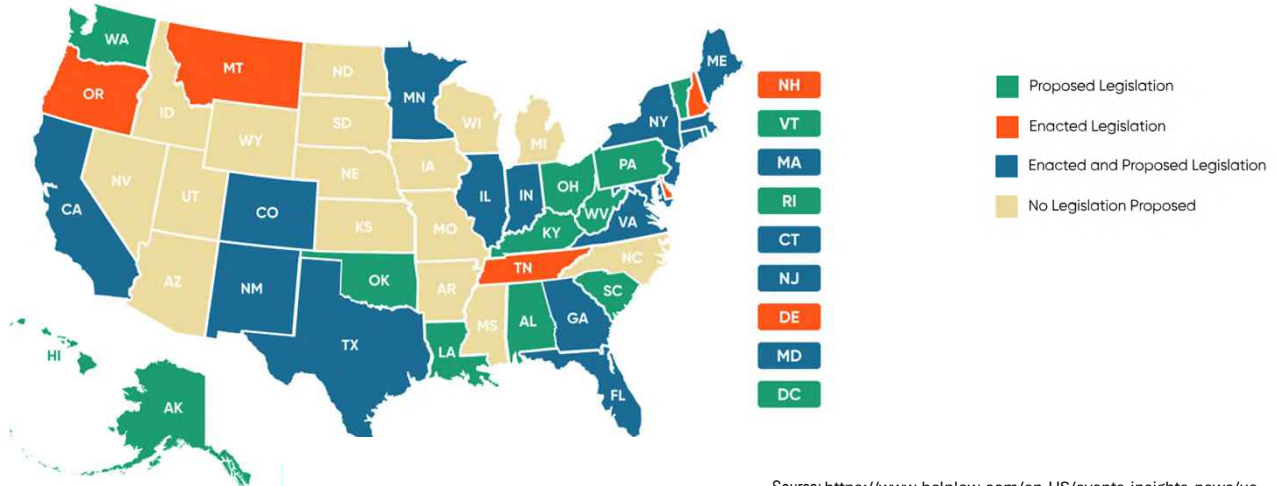 WA
MT
ND
OR
MN
ME
ID
SD
WI
NY
WY
MI
IA
NE
PA
NV
UT
IL
IN
OH
CA
CO
WV
VA
KS
MO
KY
NC
TN
AZ
NM
OK
AR
SC
MS
AL
GA
TX
LA
HI
FL
AK
NH
VT
MA
RI
CT
NJ
DE
MD
DC
Proposed Legislation
Enacted Legislation
Enacted and Proposed Legislation
No Legislation Proposed